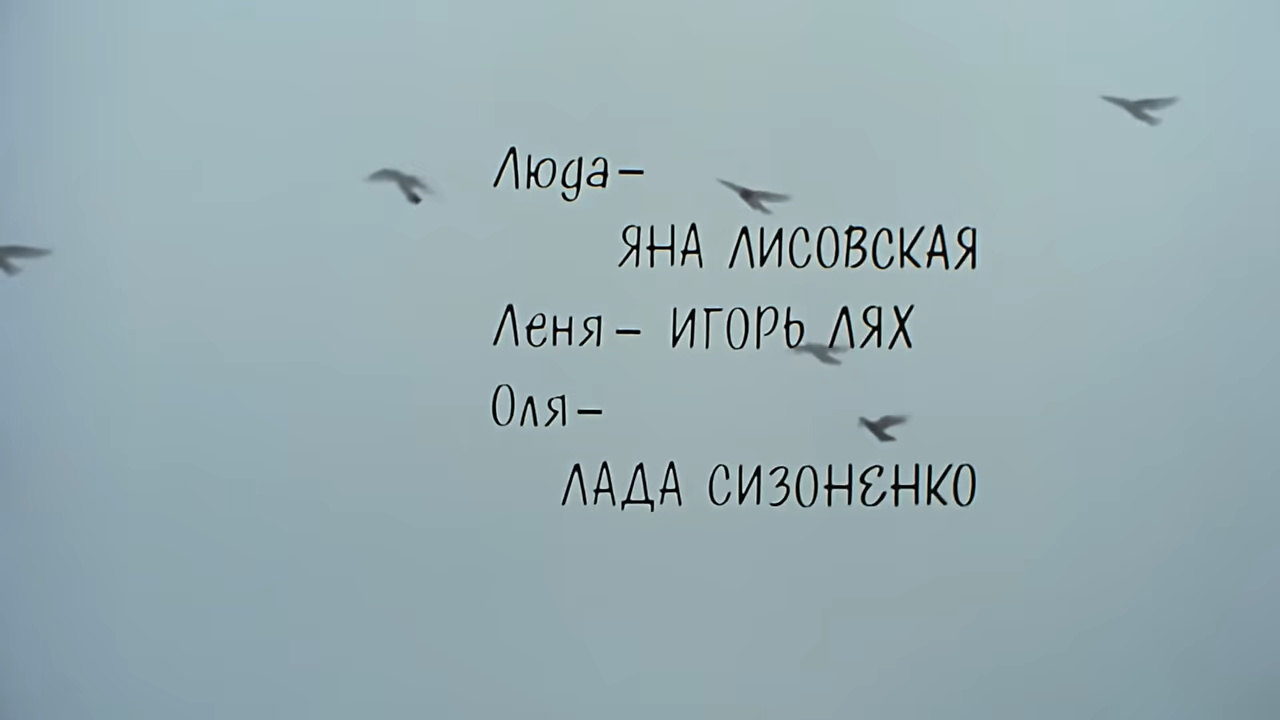 Люда–
ЯНА ЛИСОВСКАЯ
Леня– ИГОРЬ ЛЯХ
Оля–
ЛАДА СИЗОНЕНКО